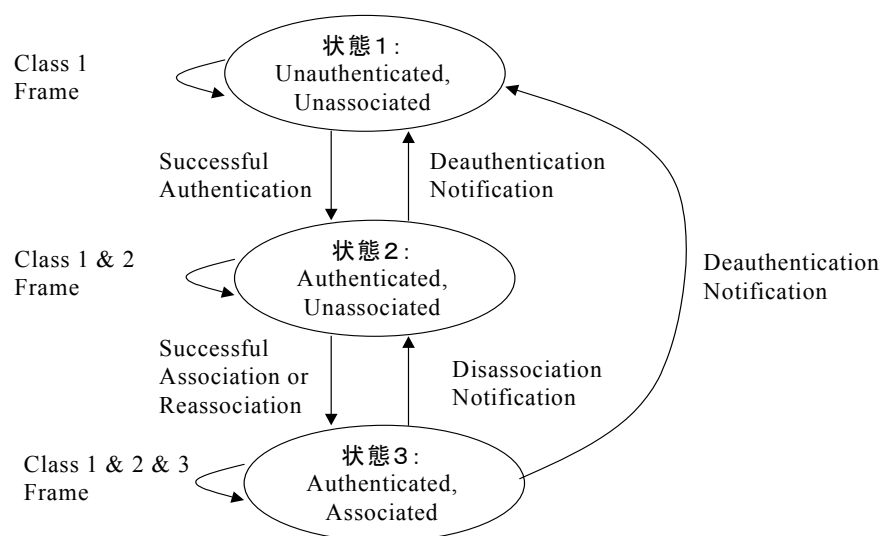 状態1:
Unauthenticated,
Unassociated
Class 1
Frame
Successful
Authentication
Deauthentication
Notification
状態2:
Authenticated,
Unassociated
Class 1 & 2
Frame
Deauthentication
Notification
Successful
Association or
Reassociation
Disassociation
Notification
状態3:
Authenticated,
Associated
Class 1 & 2 & 3
Frame